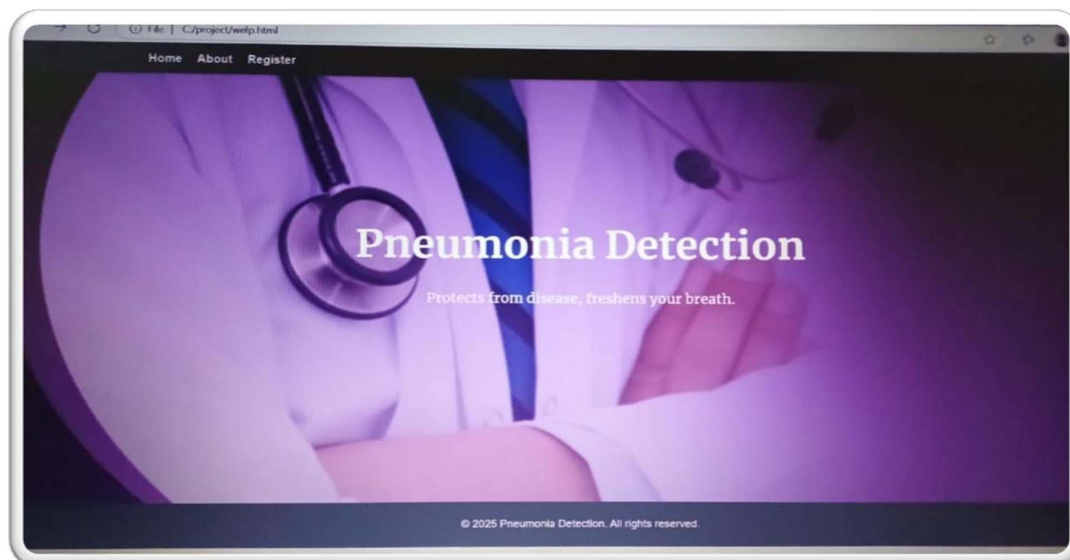 File | C:/project/welp.html
Home About Register
Pneumonia Detection
Protects from disease, freshens your breath.
© 2025 Pneumonia Detection. All rights reserved.